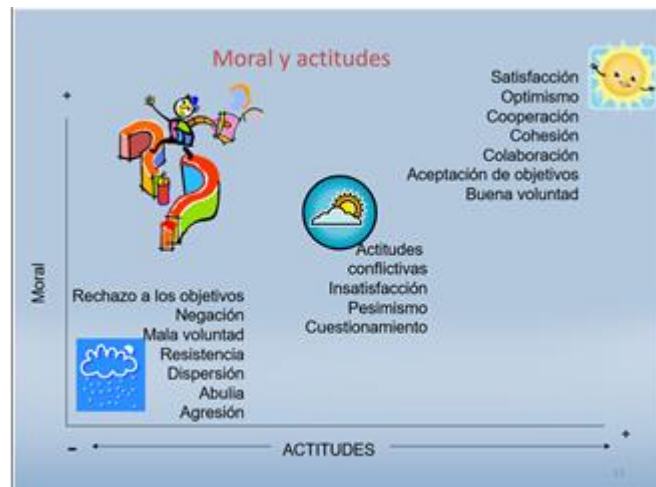 Moral y actitudes
Satisfacción
Optimismo
Cooperación
Cohesión
Colaboración
Aceptación de objetivos
Buena voluntad
Actitudes
conflictivas
Insatisfacción
Pesimismo
Cuestionamiento
Rechazo a los objetivos
Negación
Mala voluntad
Resistencia
Dispersión
Abulia
Agresión
+
Moral
-
ACTITUDES
+